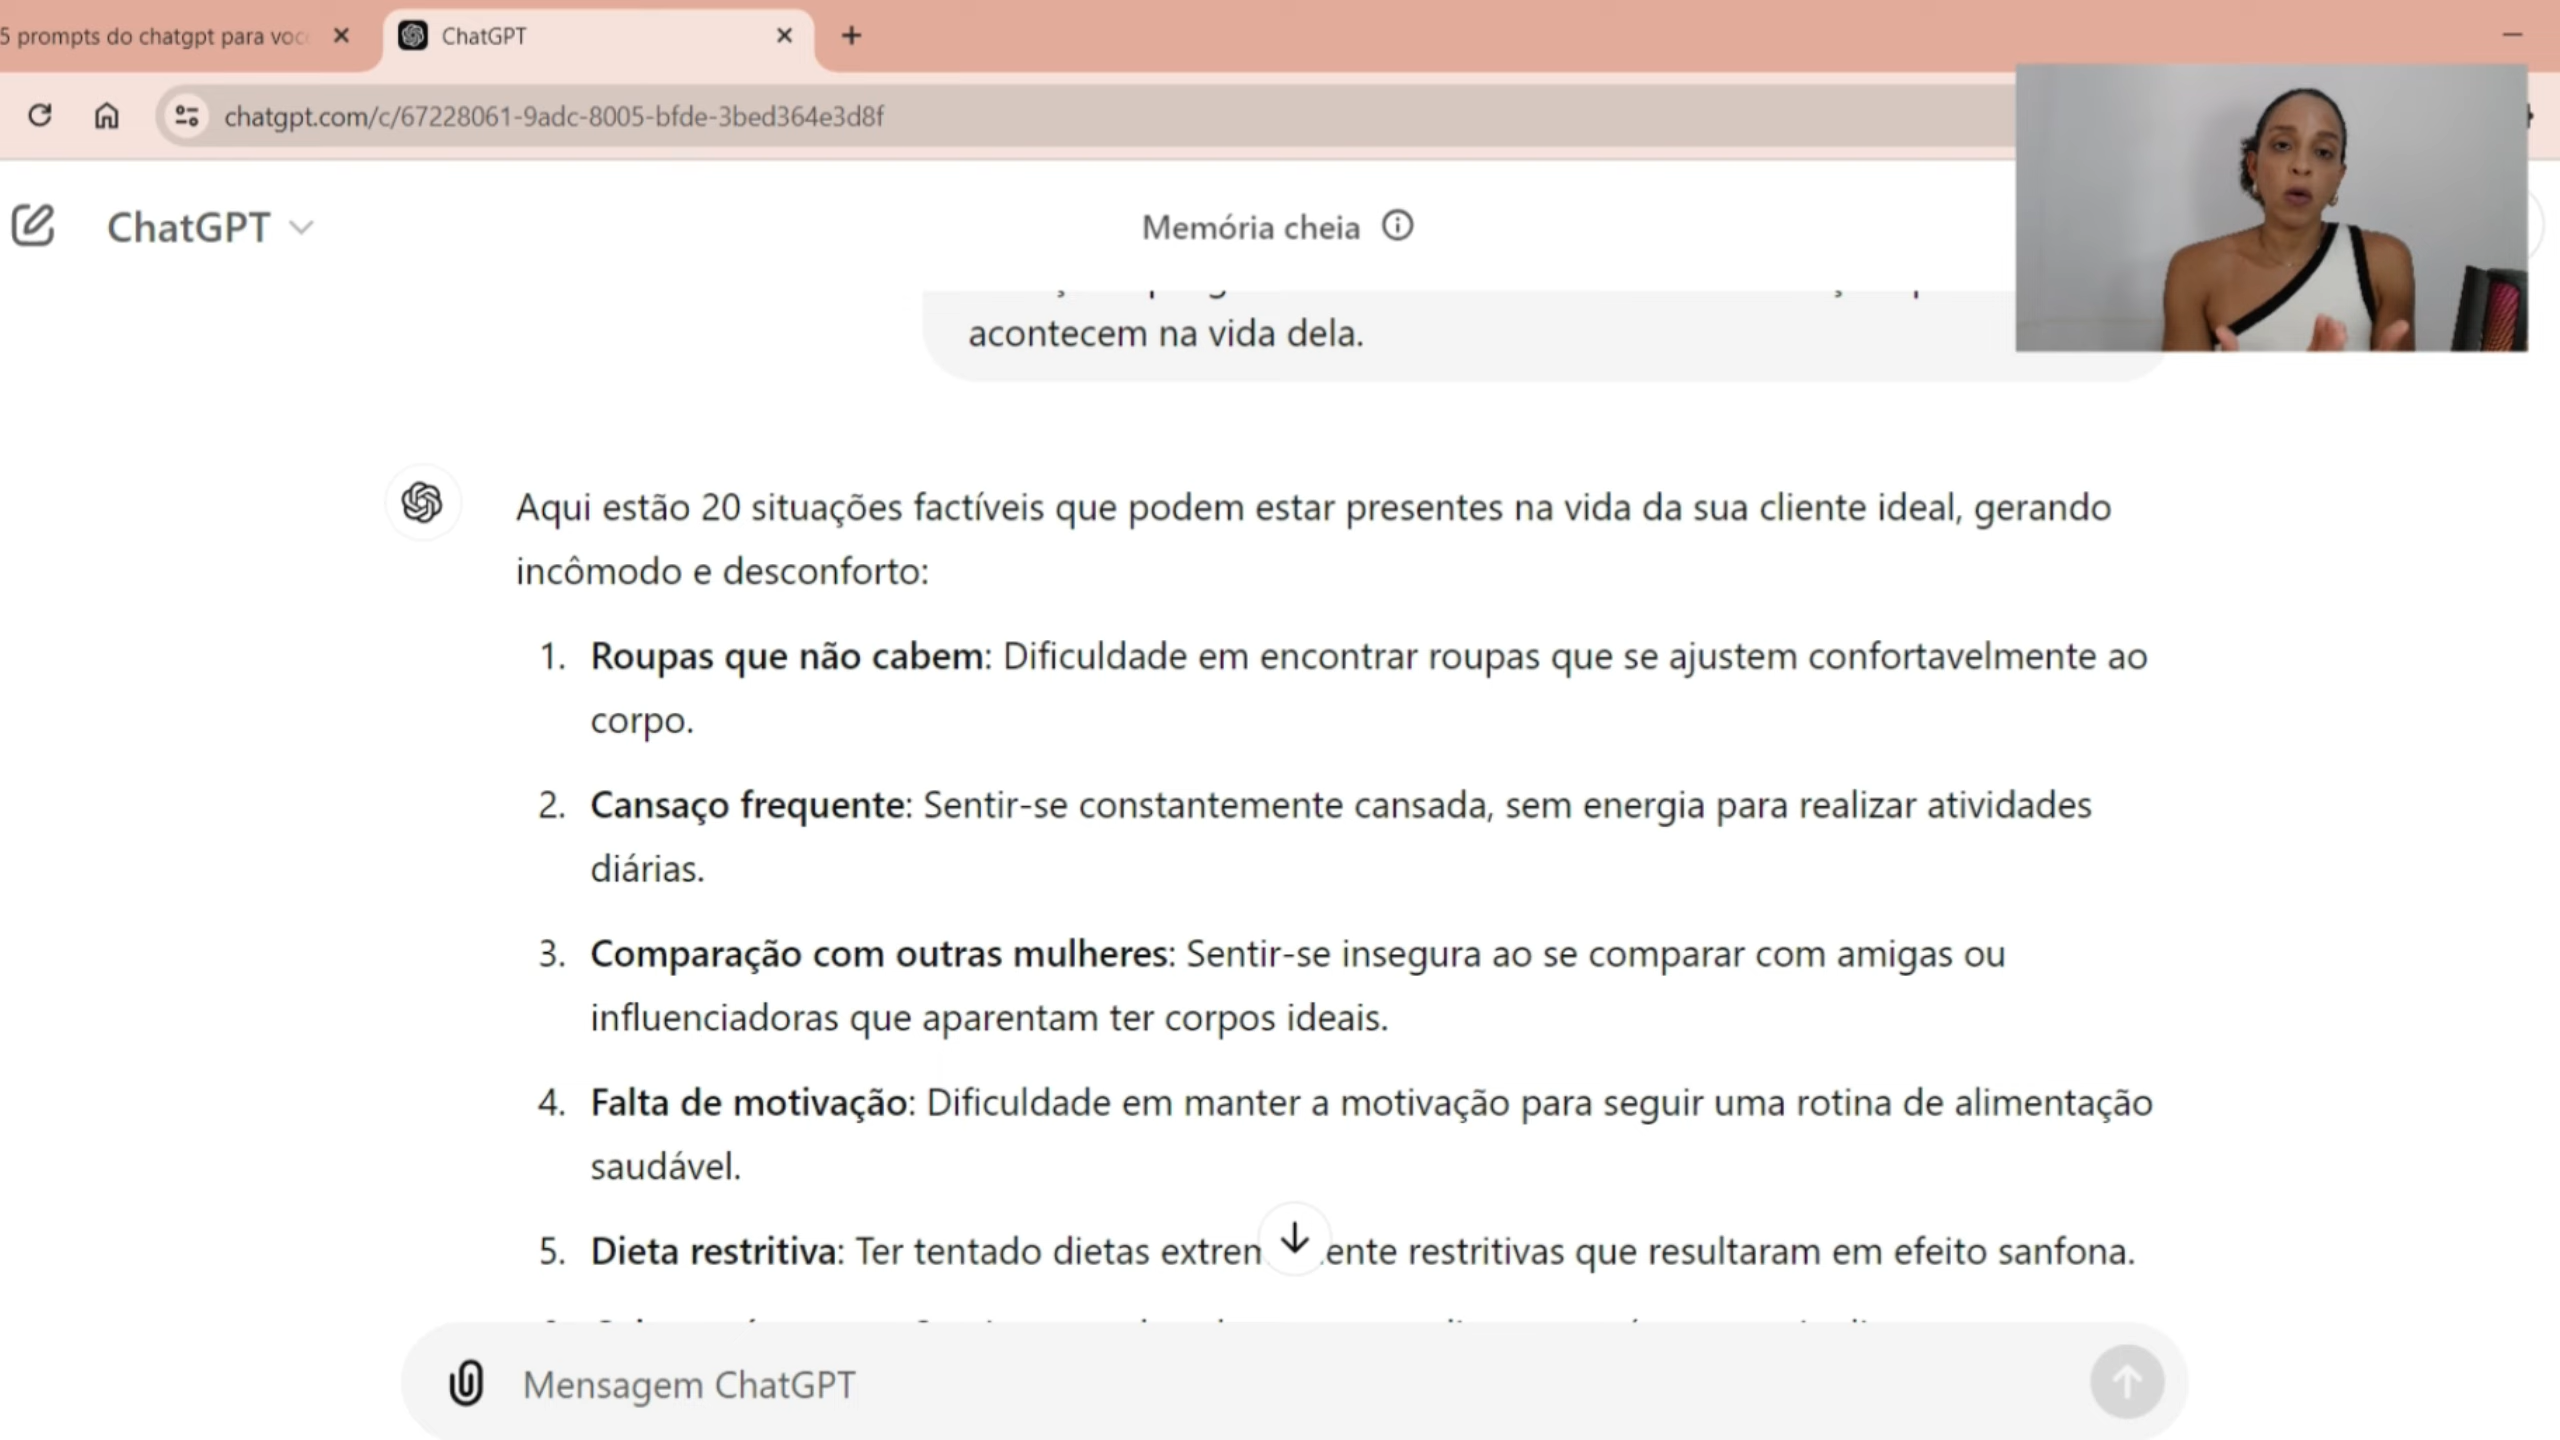 5 prompts do chatgpt para voc
ChatGPT
chatgpt.com/c/67228061-9adc-8005-bfde-3bed364e3d8f
ChatGPT
Memória cheia
acontecem na vida dela.
Aqui estão 20 situações factíveis que podem estar presentes na vida da sua cliente ideal, gerando
incômodo e desconforto:
1. Roupas que não cabem: Dificuldade em encontrar roupas que se ajustem confortavelmente ao
corpo.
2. Cansaço frequente: Sentir-se constantemente cansada, sem energia para realizar atividades
diárias.
3. Comparação com outras mulheres: Sentir-se insegura ao se comparar com amigas ou
influenciadoras que aparentam ter corpos ideais.
4. Falta de motivação: Dificuldade em manter a motivação para seguir uma rotina de alimentação
saudável.
5. Dieta restritiva: Ter tentado dietas extrem ente restritivas que resultaram em efeito sanfona.
Mensagem ChatGPT